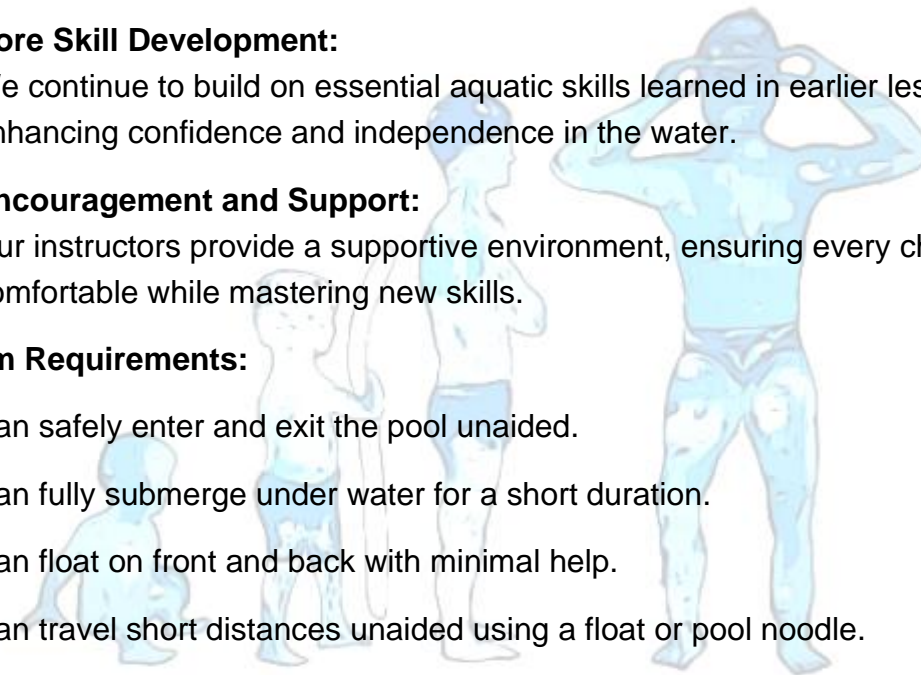 ore Skill Development:
e continue to build on essential aquatic skills learned in earlier les
nhancing confidence and independence in the water.
ncouragement and Support:
ur instructors provide a supportive environment, ensuring every ch
omfortable while mastering new skills.
m Requirements:
an safely enter and exit the pool unaided.
an fully submerge under water for a short duration.
an float on front and back with minimal help.
an travel short distances unaided using a float or pool noodle.